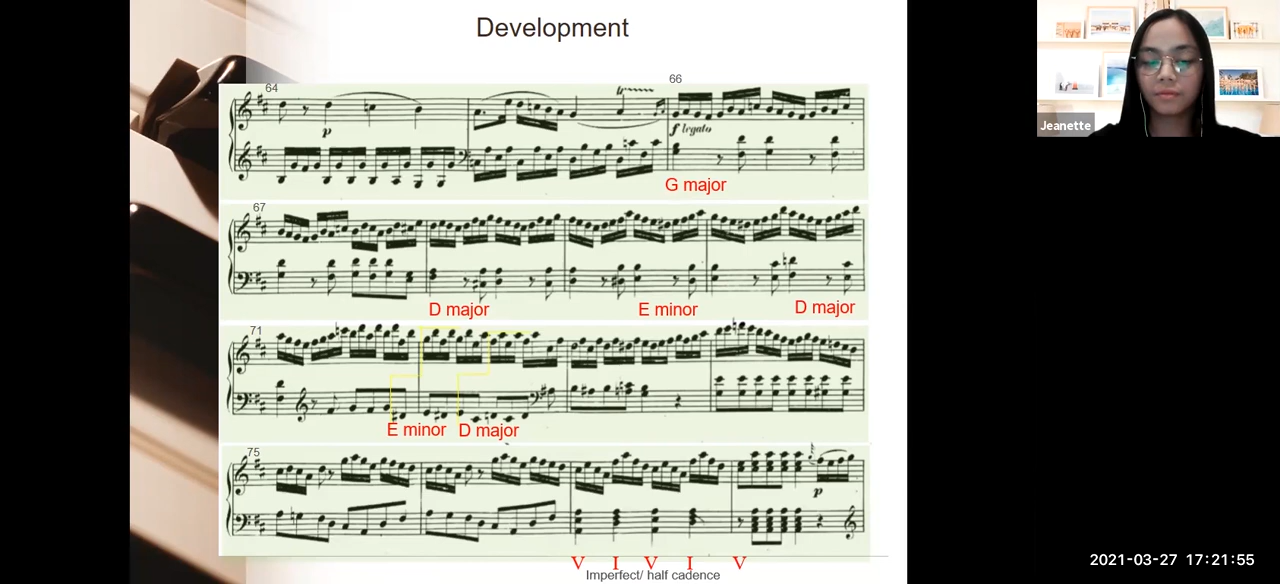 Development
Jeanette
64
66
p
tr
f legato
G major
67
D major
E minor
D major
71
E minor
D major
75
p
V I V I V
Imperfect/ half cadence
2021-03-27 17:21:55